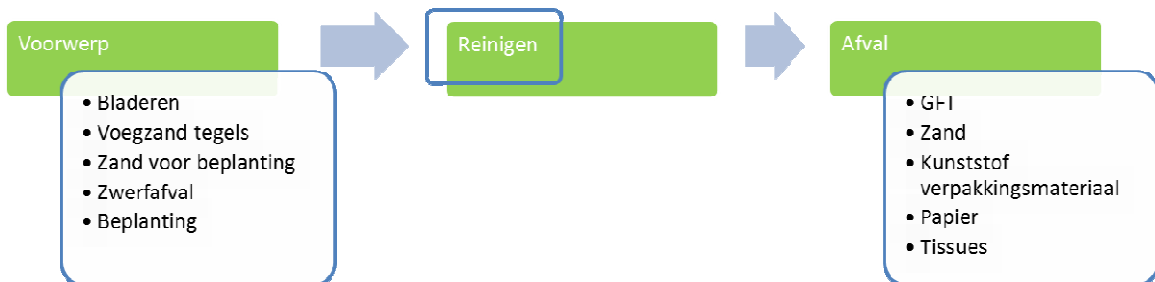 Voorwerp
• Bladeren
• Voegzand tegels
• Zand voor beplanting
• Zwerfafval
• Beplanting
Reinigen
Afval
• GFT
• Zand
• Kunststof
verpakkingsmateriaal
• Papier
• Tissues